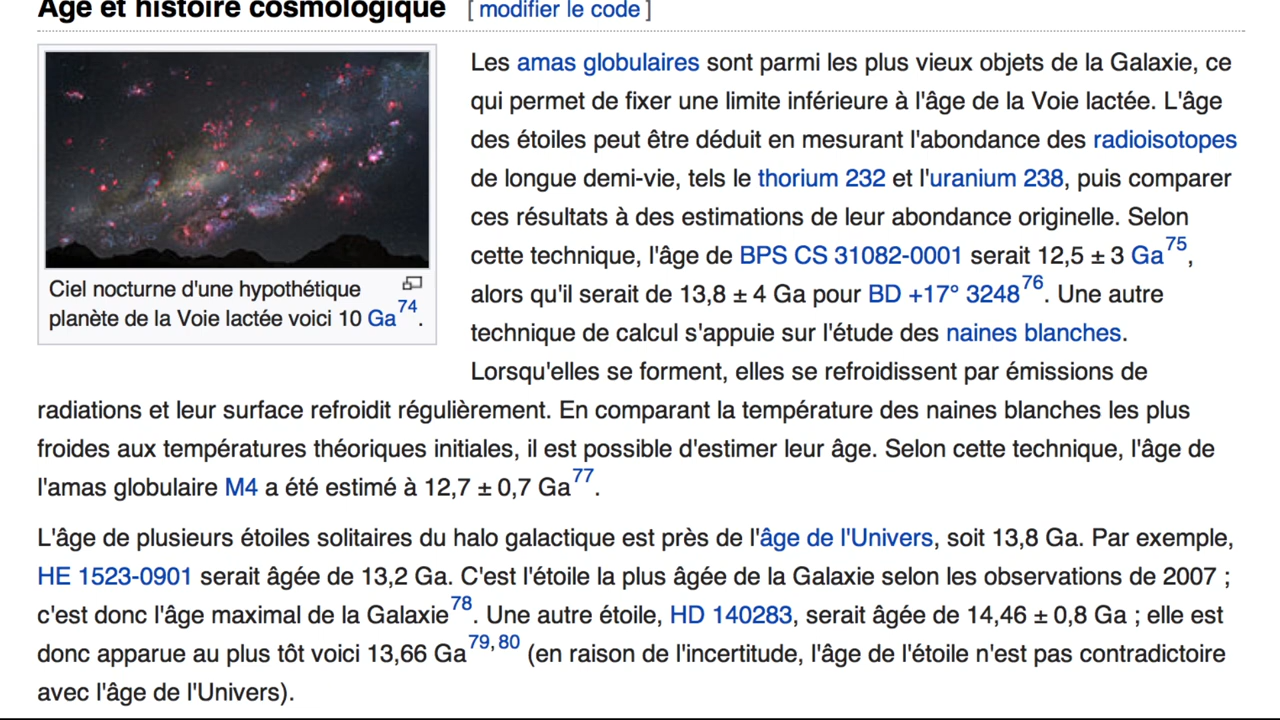 Âge et histoire cosmologique [ modifier le code ]
Les amas globulaires sont parmi les plus vieux objets de la Galaxie, ce
qui permet de fixer une limite inférieure à l'âge de la Voie lactée. L'âge
des étoiles peut être déduit en mesurant l'abondance des radioisotopes
de longue demi-vie, tels le thorium 232 et l'uranium 238, puis comparer
ces résultats à des estimations de leur abondance originelle. Selon
cette technique, l'âge de BPS CS 31082-0001 serait 12,5 ± 3 Ga75,
alors qu'il serait de 13,8 ± 4 Ga pour BD +17° 324876. Une autre
technique de calcul s'appuie sur l'étude des naines blanches.
Lorsqu'elles se forment, elles se refroidissent par émissions de
radiations et leur surface refroidit régulièrement. En comparant la température des naines blanches les plus
froides aux températures théoriques initiales, il est possible d'estimer leur âge. Selon cette technique, l'âge de
l'amas globulaire M4 a été estimé à 12,7 ± 0,7 Ga77.
Ciel nocturne d'une hypothétique
planète de la Voie lactée voici 10 Ga74.
L'âge de plusieurs étoiles solitaires du halo galactique est près de l'âge de l'Univers, soit 13,8 Ga. Par exemple,
HE 1523-0901 serait âgée de 13,2 Ga. C'est l'étoile la plus âgée de la Galaxie selon les observations de 2007 ;
c'est donc l'âge maximal de la Galaxie78. Une autre étoile, HD 140283, serait âgée de 14,46 ± 0,8 Ga ; elle est
donc apparue au plus tôt voici 13,66 Ga79, 80 (en raison de l'incertitude, l'âge de l'étoile n'est pas contradictoire
avec l'âge de l'Univers).